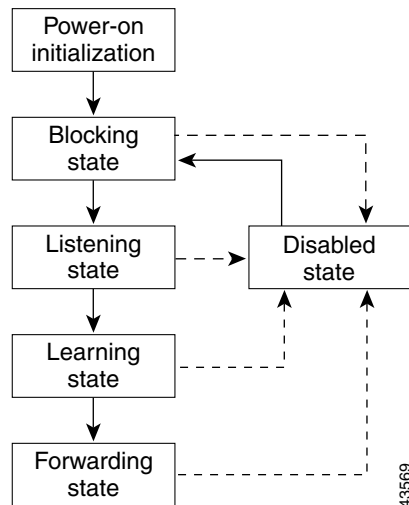 Power-on
initialization
Blocking
state
Listening
state
Disabled
state
Learning
state
Forwarding
state
43569